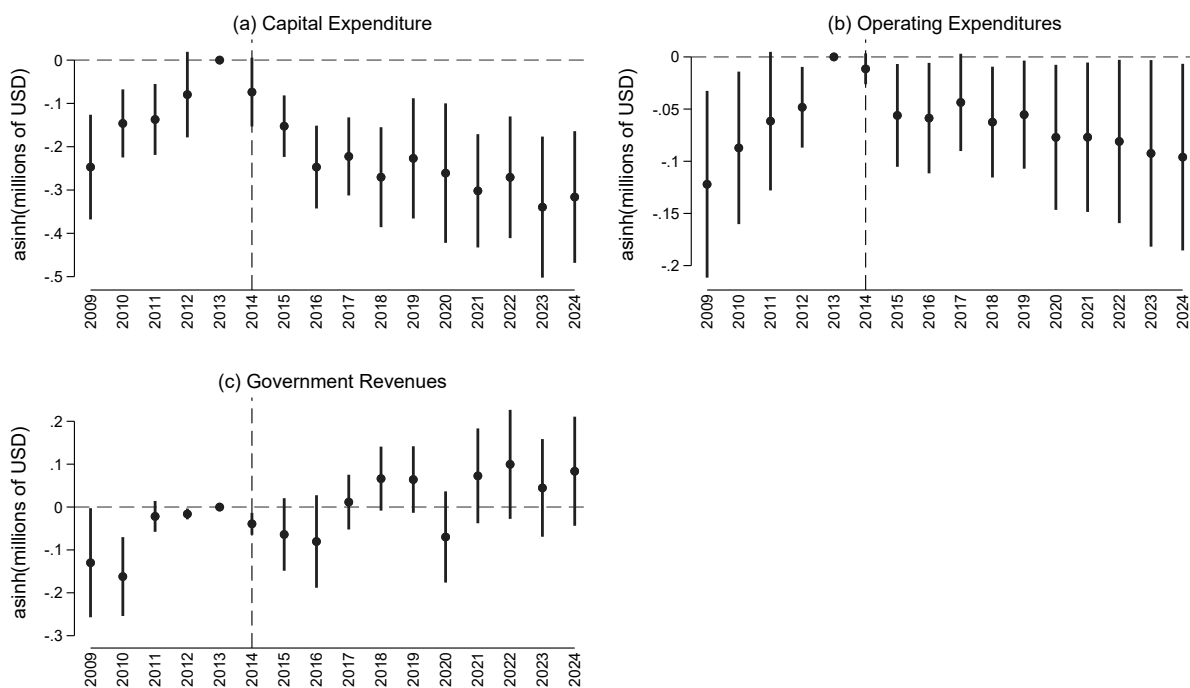 (a) Capital Expenditure
asinh(millions of USD)
0
-.1
-.2
-.3
-.4
-.5
2009 2010 2011 2012 2013 2014 2015 2016 2017 2018 2019 2020 2021 2022 2023 2024
(b) Operating Expenditures
asinh(millions of USD)
0
-.05
-.1
-.15
-.2
2009 2010 2011 2012 2013 2014 2015 2016 2017 2018 2019 2020 2021 2022 2023 2024
(c) Government Revenues
asinh(millions of USD)
.2
.1
0
-.1
-.2
-.3
2009 2010 2011 2012 2013 2014 2015 2016 2017 2018 2019 2020 2021 2022 2023 2024